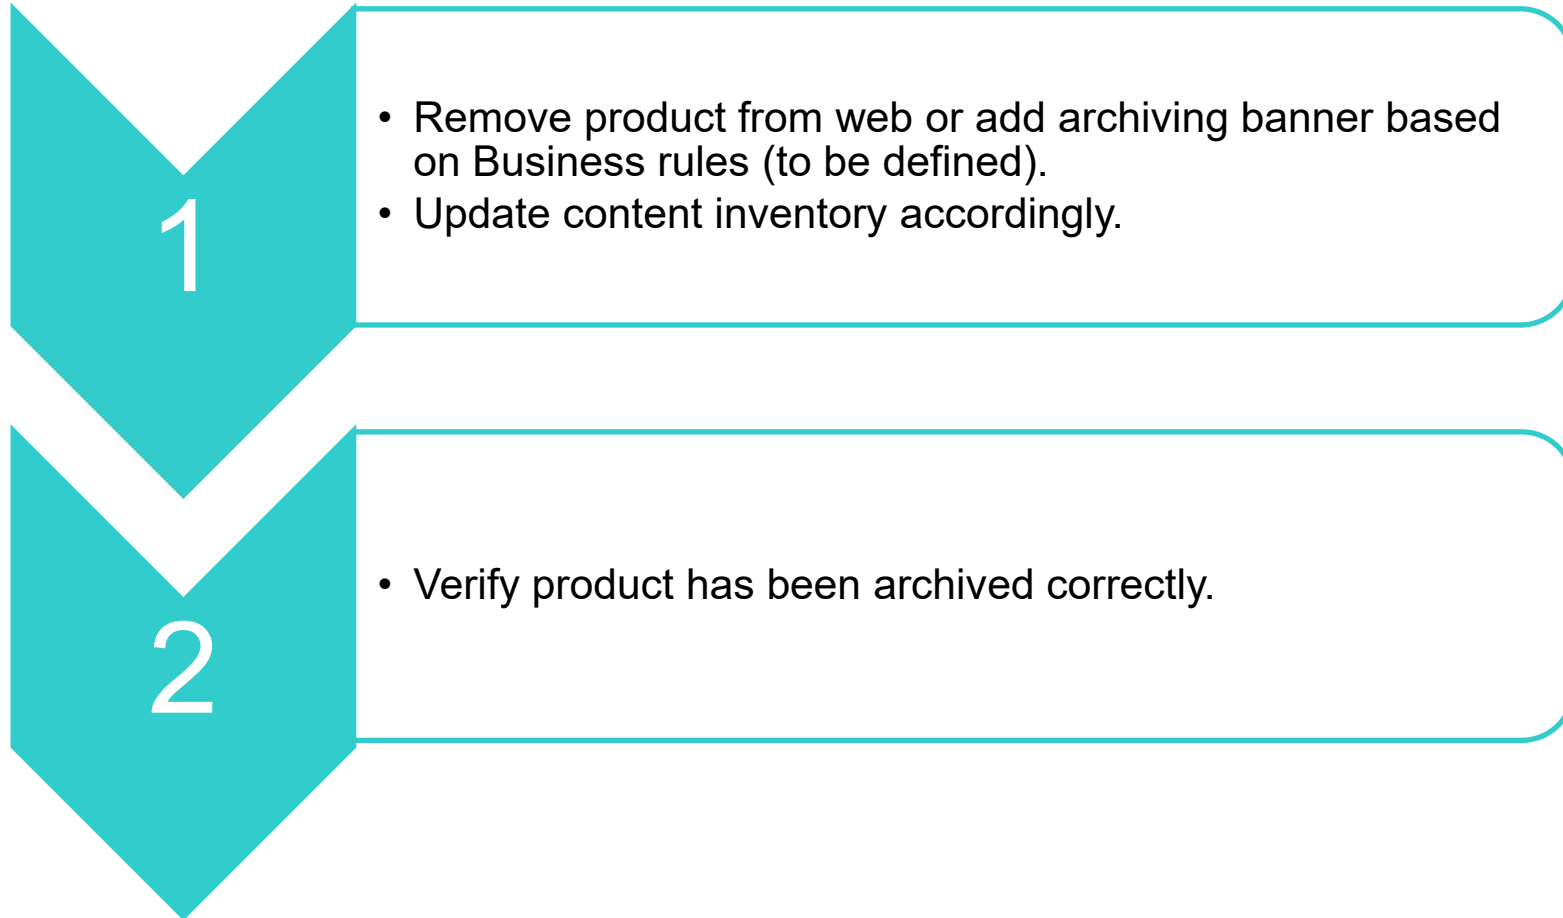 1
• Remove product from web or add archiving banner based
on Business rules (to be defined).
• Update content inventory accordingly.
2
• Verify product has been archived correctly.